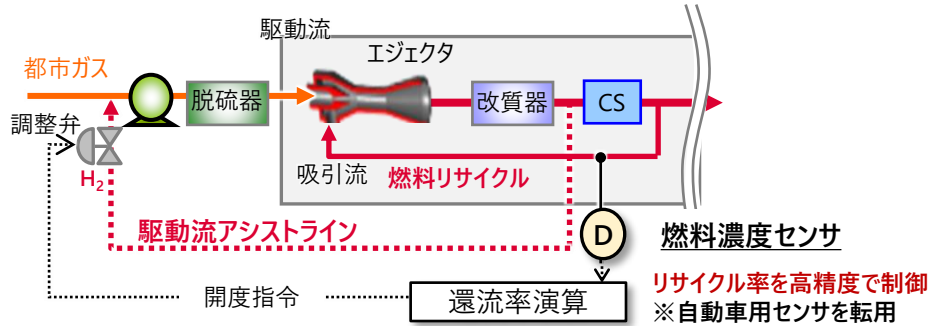 駆動流
エジェクタ
都市ガス
脱硫器
改質器
CS
調整弁
H₂
吸引流
燃料リサイクル
駆動流アシストライン
D
燃料濃度センサ
開度指令
還流率演算
リサイクル率を高精度で制御
※自動車用センサを転用